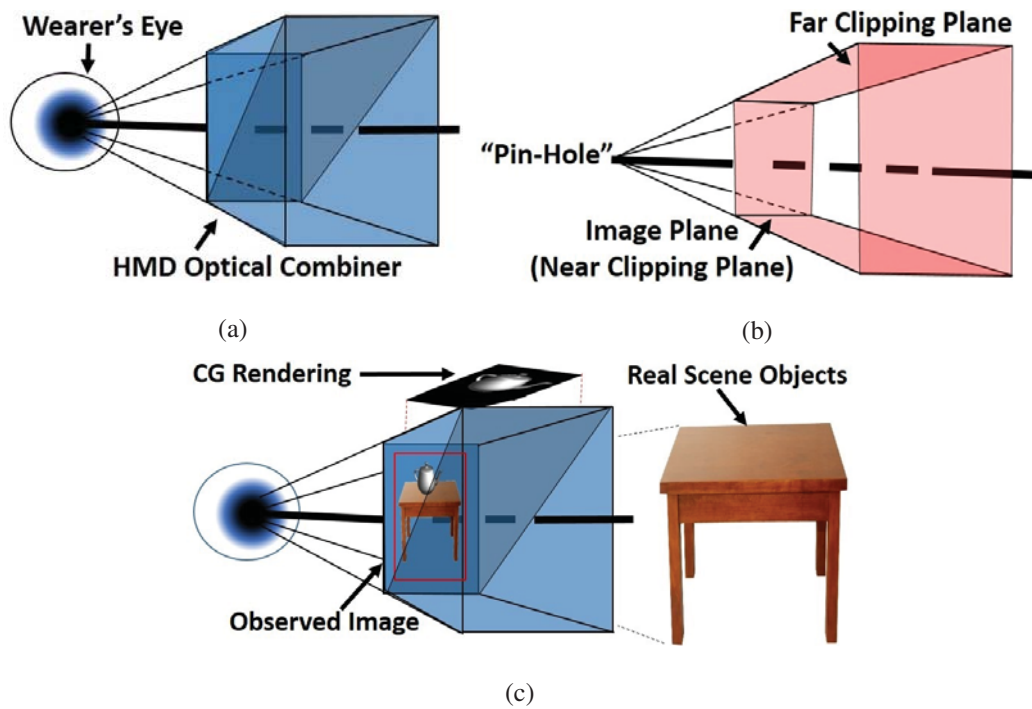 Wearer's Eye
HMD Optical Combiner
(a)
Far Clipping Plane
"Pin-Hole"
Image Plane
(Near Clipping Plane)
(b)
CG Rendering
Real Scene Objects
Observed Image
(c)